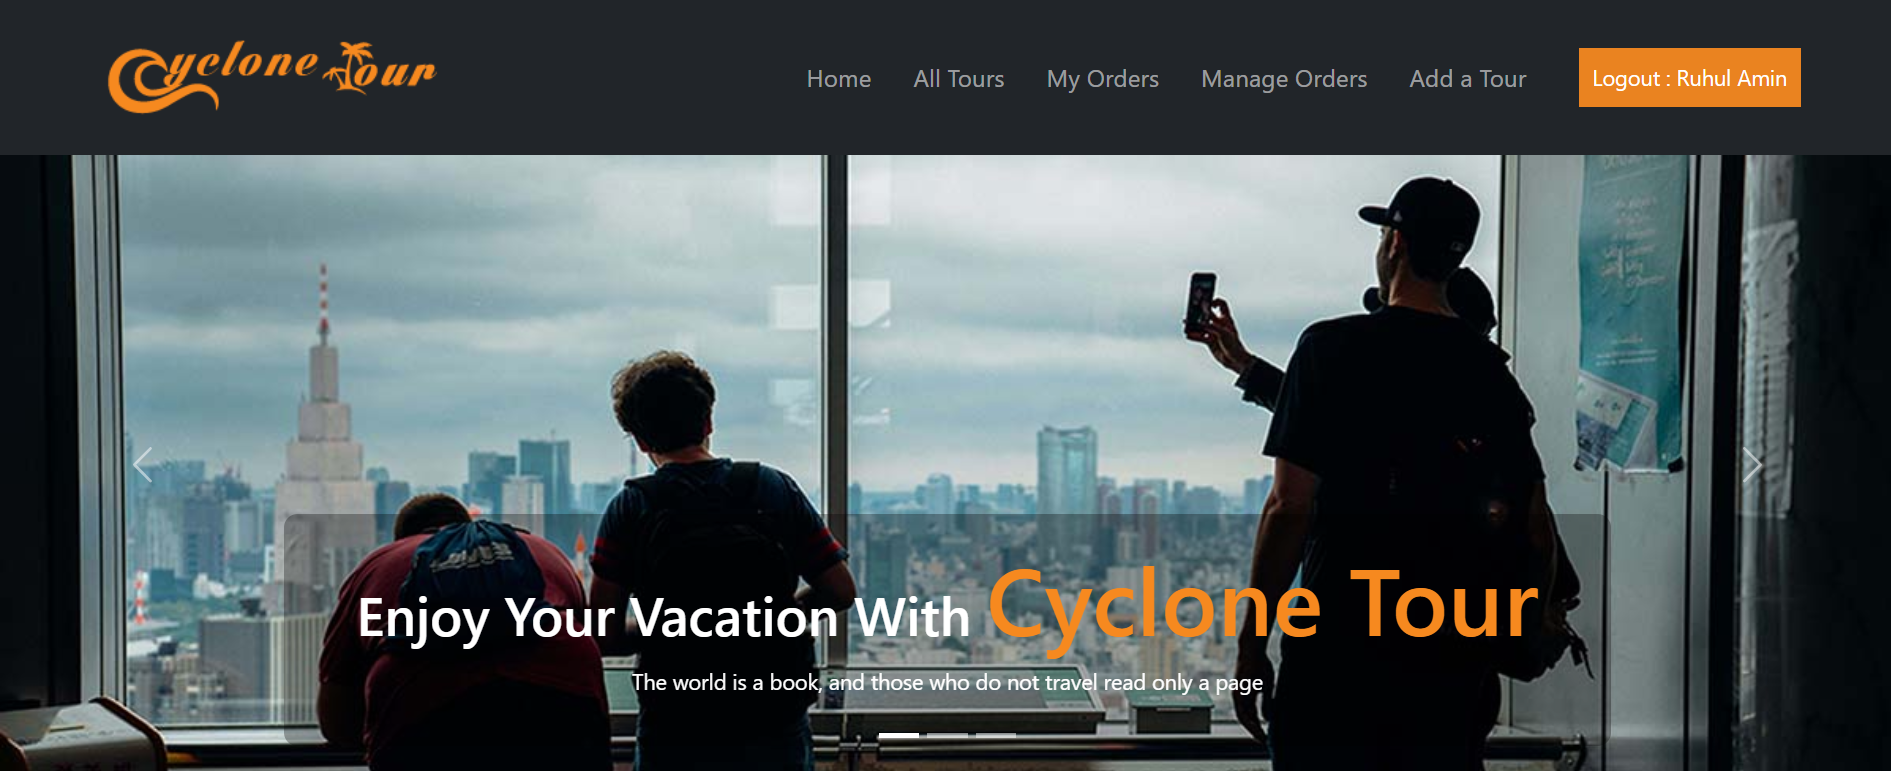 Cyclone Tour
Home All Tours My Orders Manage Orders Add a Tour Logout : Ruhul Amin
Enjoy Your Vacation With Cyclone Tour
The world is a book, and those who do not travel read only a page